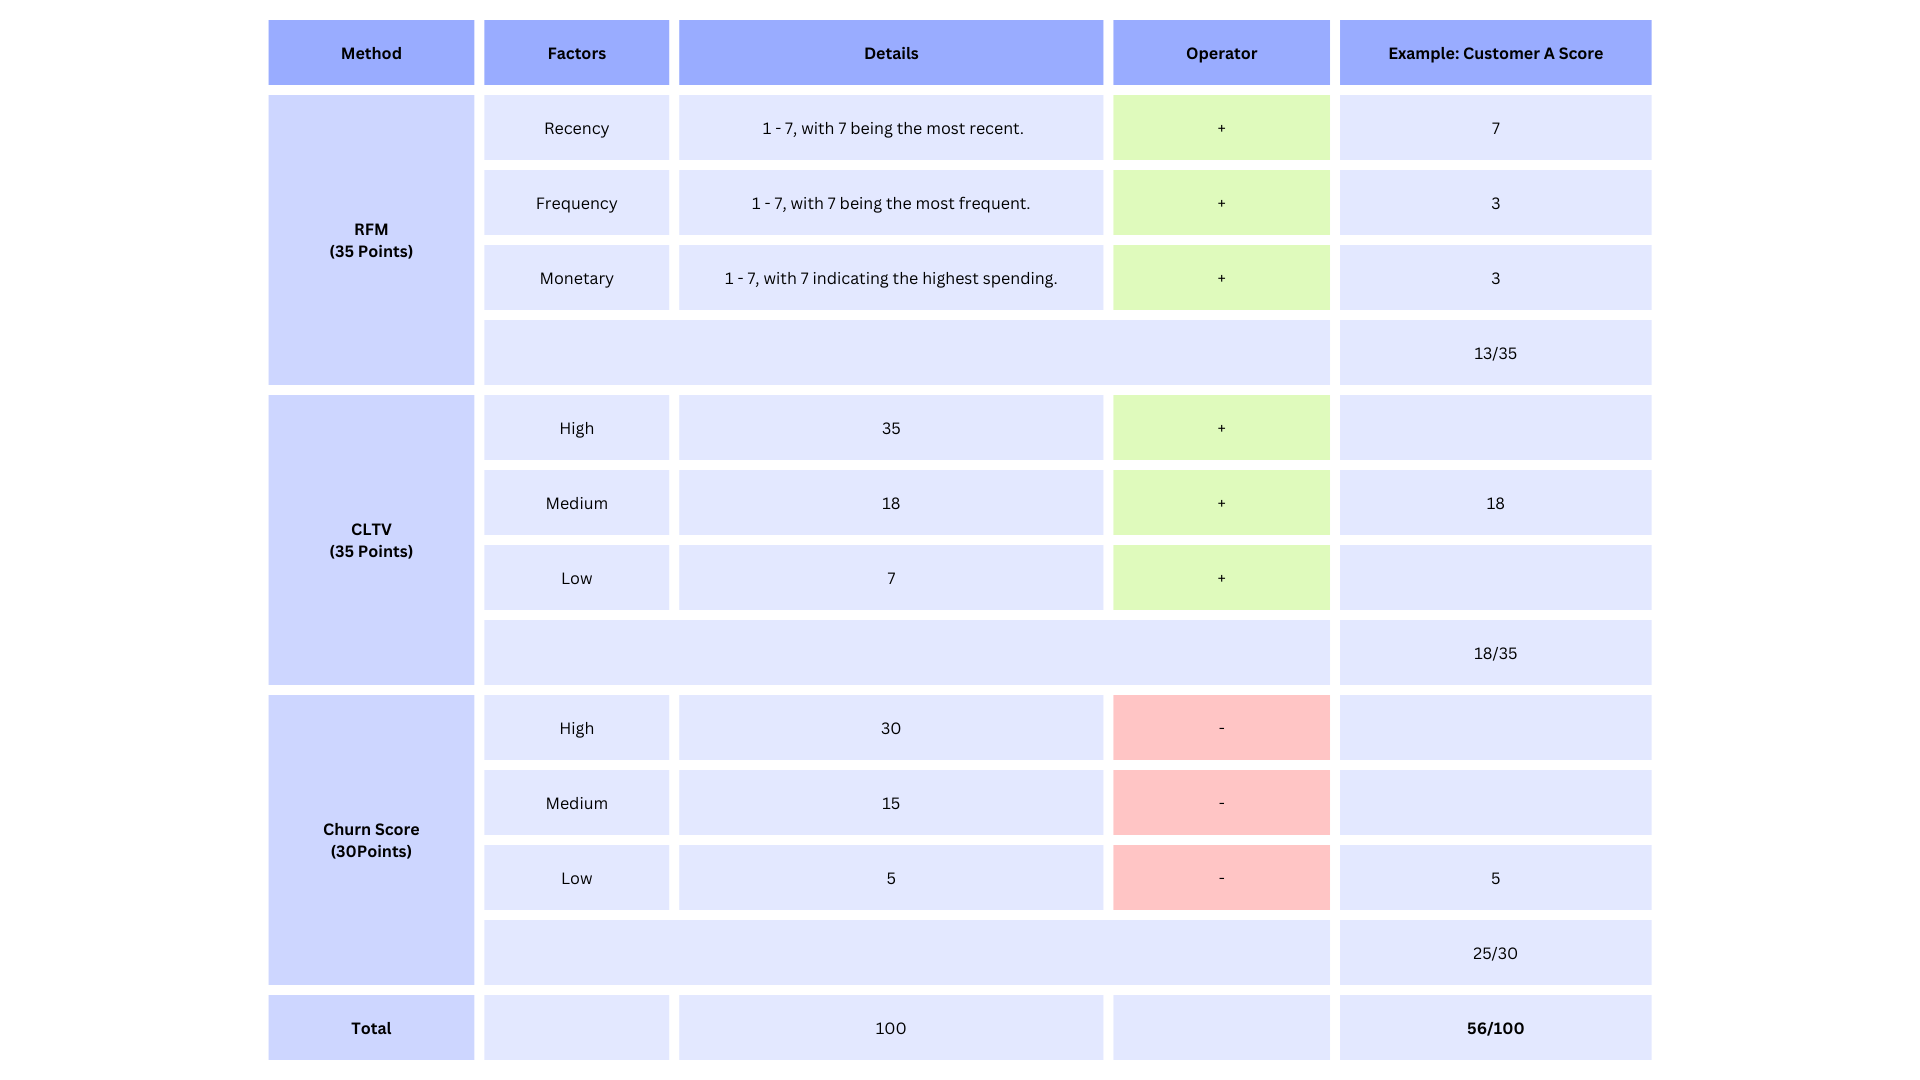 Method Factors Details Operator Example: Customer A Score
RFM
(35 Points)
Recency 1 - 7, with 7 being the most recent. + 7
Frequency 1 - 7, with 7 being the most frequent. + 3
Monetary 1 - 7, with 7 indicating the highest spending. + 3
13/35
CLTV
(35 Points)
High 35 +
Medium 18 + 18
Low 7 +
18/35
Churn Score
(30Points)
High 30 -
Medium 15 -
Low 5 - 5
25/30
Total 100 56/100